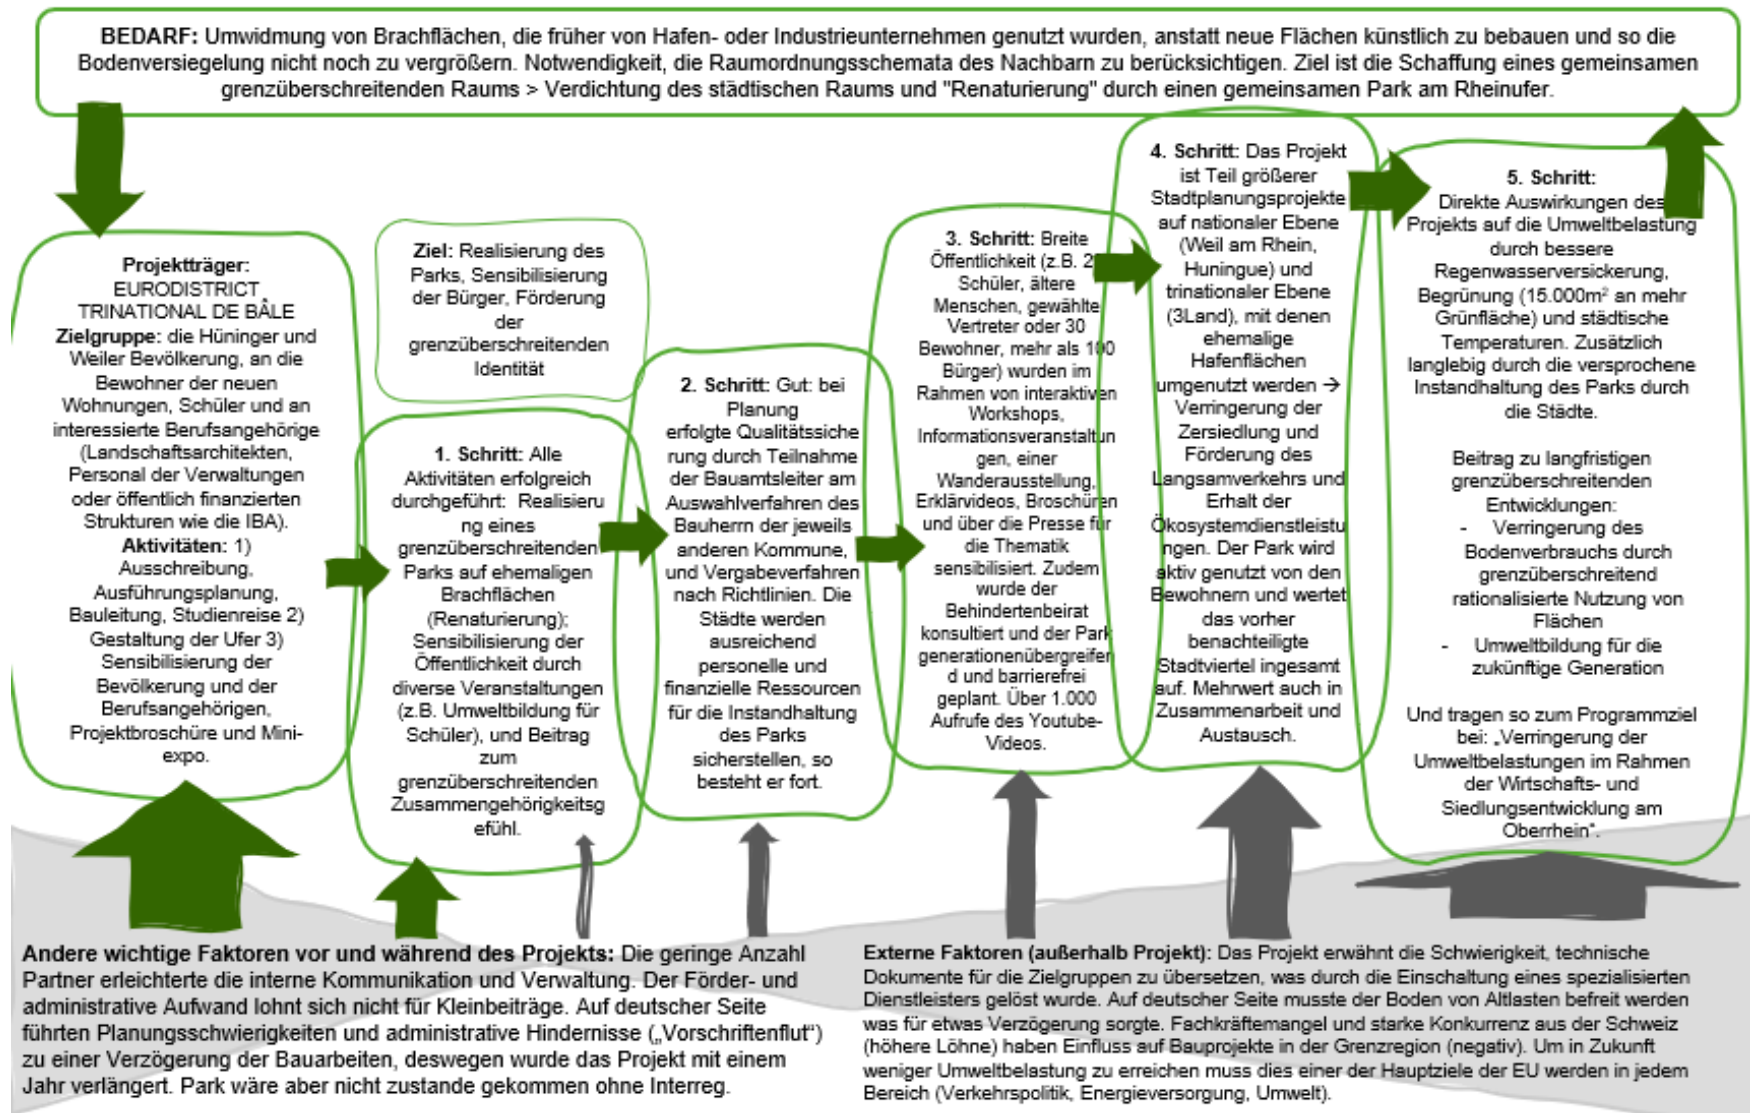 BEDARF: Umwidmung von Brachflächen, die früher von Hafen- oder Industrieunternehmen genutzt wurden, anstatt neue Flächen künstlich zu bebauen und so die
Bodenversiegelung nicht noch zu vergrößern. Notwendigkeit, die Raumordnungsschemata des Nachbarn zu berücksichtigen. Ziel ist die Schaffung eines gemeinsamen
grenzüberschreitenden Raums > Verdichtung des städtischen Raums und "Renaturierung" durch einen gemeinsamen Park am Rheinufer.
Projektträger:
EURODISTRICT
TRINATIONAL DE BÂLE
Zielgruppe: die Hüninger und
Weiler Bevölkerung, an die
Bewohner der neuen
Wohnungen, Schüler und an
interessierte Berufsangehörige
(Landschaftsarchitekten,
Personal der Verwaltungen
oder öffentlich finanzierten
Strukturen wie die IBA).
Aktivitäten: 1)
Ausschreibung,
Ausführungsplanung,
Bauleitung, Studienreise 2)
Gestaltung der Ufer 3)
Sensibilisierung der
Bevölkerung und der
Berufsangehörigen,
Projektbroschüre und Mini-
expo.
Ziel: Realisierung des
Parks, Sensibilisierung
der Bürger, Förderung
der
grenzüberschreitenden
Identität
1. Schritt: Alle
Aktivitäten erfolgreich
durchgeführt: Realisieru
ng eines
grenzüberschreitenden
Parks auf ehemaligen
Brachflächen
(Renaturierung);
Sensibilisierung der
Öffentlichkeit durch
diverse Veranstaltungen
(z.B. Umweltbildung für
Schüler), und Beitrag
zum
grenzüberschreitenden
Zusammengehörigkeitsg
efühl.
2. Schritt: Gut: bei
Planung
erfolgte Qualitätssiche
rung durch Teilnahme
der Bauamtsleiter am
Auswahlverfahren des
Bauherrn der jeweils
anderen Kommune,
und Vergabeverfahren
nach Richtlinien. Die
Städte werden
ausreichend
personelle und
finanzielle Ressourcen
für die Instandhaltung
des Parks
sicherstellen, so
besteht er fort.
3. Schritt: Breite
Öffentlichkeit (z.B.
Schüler, ältere
Menschen, gewählte
Vertreter oder 30
Bewohner, mehr als 100
Bürger) wurden im
Rahmen von interaktiven
Workshops,
Informationsveranstaltun
gen, einer
Wanderausstellung,
Erklärvideos, Broschüren
und über die Presse für
die Thematik
sensibilisiert. Zudem
wurde der
Behindertenbeirat
konsultiert und der Park
generationenübergreifen
d und barrierefrei
geplant. Über 1.000
Aufrufe des Youtube-
Videos.
4. Schritt: Das Projekt
ist Teil größerer
Stadtplanungsprojekte
auf nationaler Ebene
(Weil am Rhein,
Huningue) und
trinationaler Ebene
(3Land), mit denen
ehemalige
Hafenflächen
umgenutzt werden →
Verringerung der
Zersiedlung und
Förderung des
Langsamverkehrs und
Erhalt der
Ökosystemdienstleistu
ngen. Der Park wird
aktiv genutzt von den
Bewohnern und wertet
das vorher
benachteiligte
Stadtviertel ingesamt
auf. Mehrwert auch in
Zusammenarbeit und
Austausch.
5. Schritt:
Direkte Auswirkungen des
Projekts auf die Umweltbelastung
durch bessere
Regenwasserversickerung,
Begrünung (15.000m² an mehr
Grünfläche) und städtische
Temperaturen. Zusätzlich
langlebig durch die versprochene
Instandhaltung des Parks durch
die Städte.
Beitrag zu langfristigen
grenzüberschreitenden
Entwicklungen:
- Verringerung des
Bodenverbrauchs durch
grenzüberschreitend
rationalisierte Nutzung von
Flächen
- Umweltbildung für die
zukünftige Generation
Und tragen so zum Programmziel
bei: „Verringerung der
Umweltbelastungen im Rahmen
der Wirtschafts- und
Siedlungsentwicklung am
Oberrhein“.
Andere wichtige Faktoren vor und während des Projekts: Die geringe Anzahl
Partner erleichterte die interne Kommunikation und Verwaltung. Der Förder- und
administrative Aufwand lohnt sich nicht für Kleinbeiträge. Auf deutscher Seite
führten Planungsschwierigkeiten und administrative Hindernisse („Vorschriftenflut“)
zu einer Verzögerung der Bauarbeiten, deswegen wurde das Projekt mit einem
Jahr verlängert. Park wäre aber nicht zustande gekommen ohne Interreg.
Externe Faktoren (außerhalb Projekt): Das Projekt erwähnt die Schwierigkeit, technische
Dokumente für die Zielgruppen zu übersetzen, was durch die Einschaltung eines spezialisierten
Dienstleisters gelöst wurde. Auf deutscher Seite musste der Boden von Altlasten befreit werden
was für etwas Verzögerung sorgte. Fachkräftemangel und starke Konkurrenz aus der Schweiz
(höhere Löhne) haben Einfluss auf Bauprojekte in der Grenzregion (negativ). Um in Zukunft
weniger Umweltbelastung zu erreichen muss dies einer der Hauptziele der EU werden in jedem
Bereich (Verkehrspolitik, Energieversorgung, Umwelt).